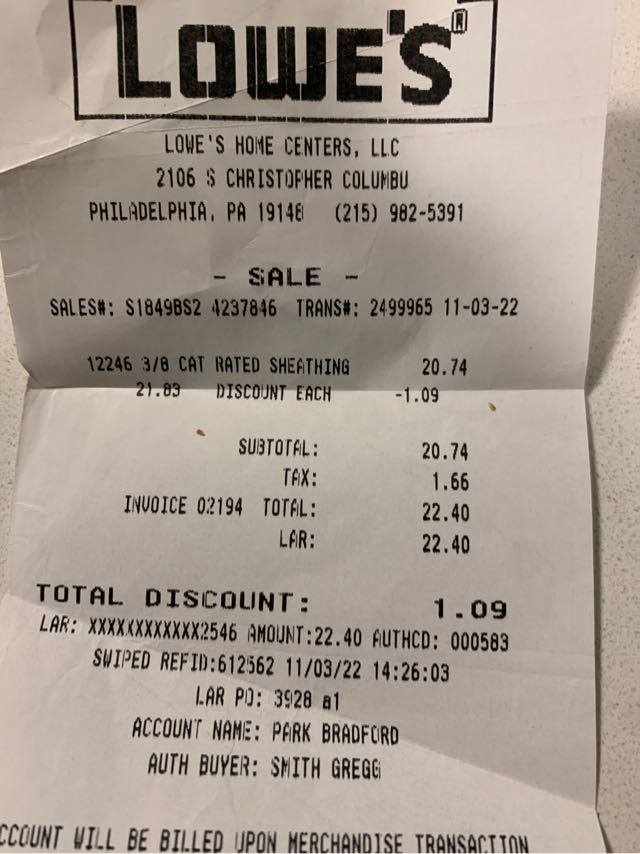 LOWE'S®
LOWE'S HOME CENTERS, LLC
2106 S CHRISTOPHER COLUMBU
PHILADELPHIA, PA 19148 (215) 982-5391
- SALE -
SALES#: S1849BS2 4237846 TRANS#: 2499965 11-03-22
12246 3/8 CAT RATED SHEATHING 20.74
21.83 DISCOUNT EACH -1.09
SUBTOTAL: 20.74
TAX: 1.66
INVOICE 02194 TOTAL: 22.40
LAR: 22.40
TOTAL DISCOUNT: 1.09
LAR: XXXXXXXXXXXX2546 AMOUNT:22.40 AUTHCD: 000583
SWIPED REFID:612562 11/03/22 14:26:03
LAR PO: 3928 a1
ACCOUNT NAME: PARK BRADFORD
AUTH BUYER: SMITH GREGG
CCOUNT WILL BE BILLED UPON MERCHANDISE TRANSACTION